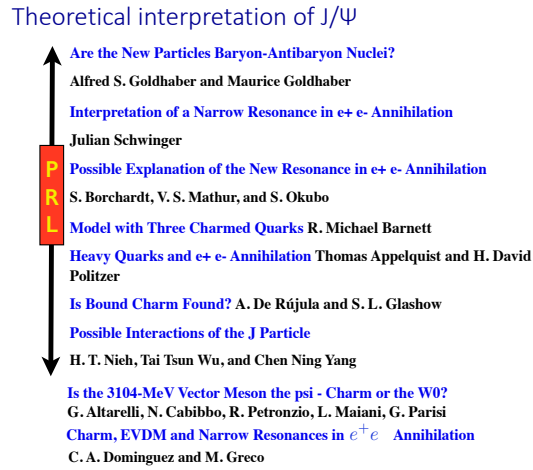 Theoretical interpretation of J/Ψ
Are the New Particles Baryon-Antibaryon Nuclei?
Alfred S. Goldhaber and Maurice Goldhaber
Interpretation of a Narrow Resonance in e+ e- Annihilation
Julian Schwinger
Possible Explanation of the New Resonance in e+ e- Annihilation
S. Borchardt, V. S. Mathur, and S. Okubo
Model with Three Charmed Quarks R. Michael Barnett
Heavy Quarks and e+ e- Annihilation Thomas Appelquist and H. David
Politzer
Is Bound Charm Found? A. De Rújula and S. L. Glashow
Possible Interactions of the J Particle
H. T. Nieh, Tai Tsun Wu, and Chen Ning Yang
P
R
L
Is the 3104-MeV Vector Meson the psi - Charm or the W0?
G. Altarelli, N. Cabibbo, R. Petronzio, L. Maiani, G. Parisi
Charm, EVDM and Narrow Resonances in e⁺e Annihilation
C. A. Dominguez and M. Greco